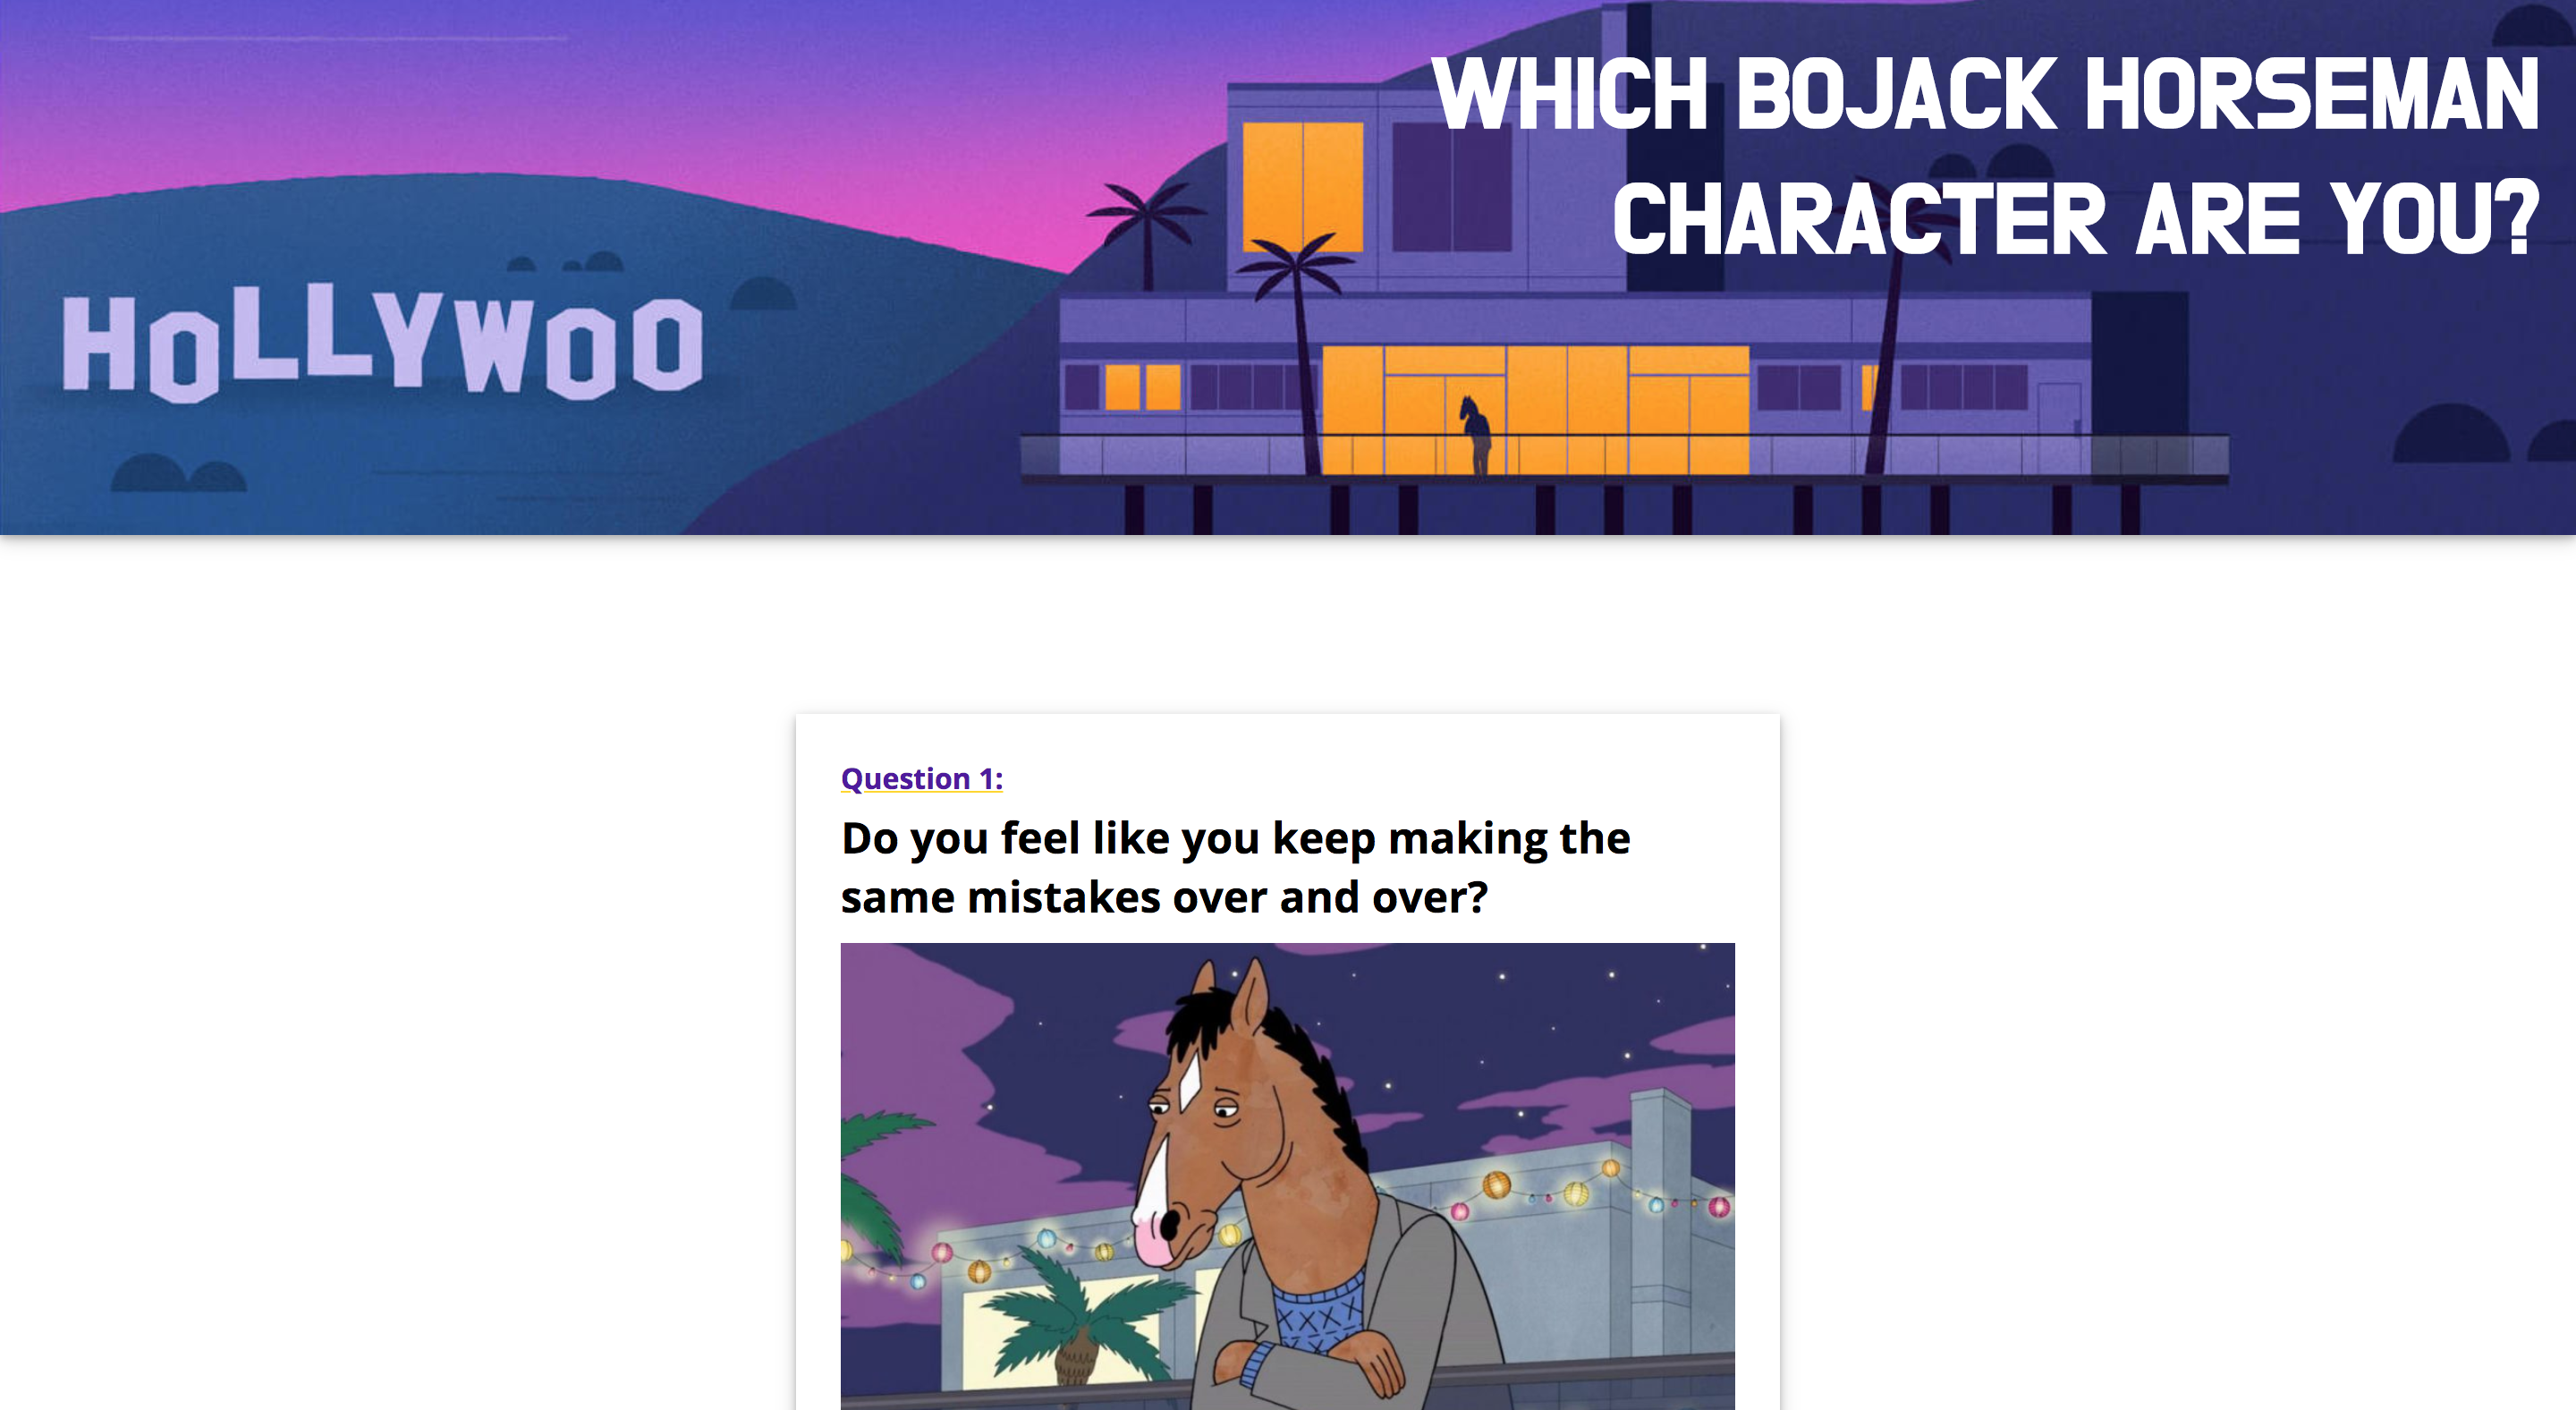 WHICH BOJACK HORSEMAN
CHARACTER ARE YOU?
HOLLYWOO
Question 1:
Do you feel like you keep making the
same mistakes over and over?